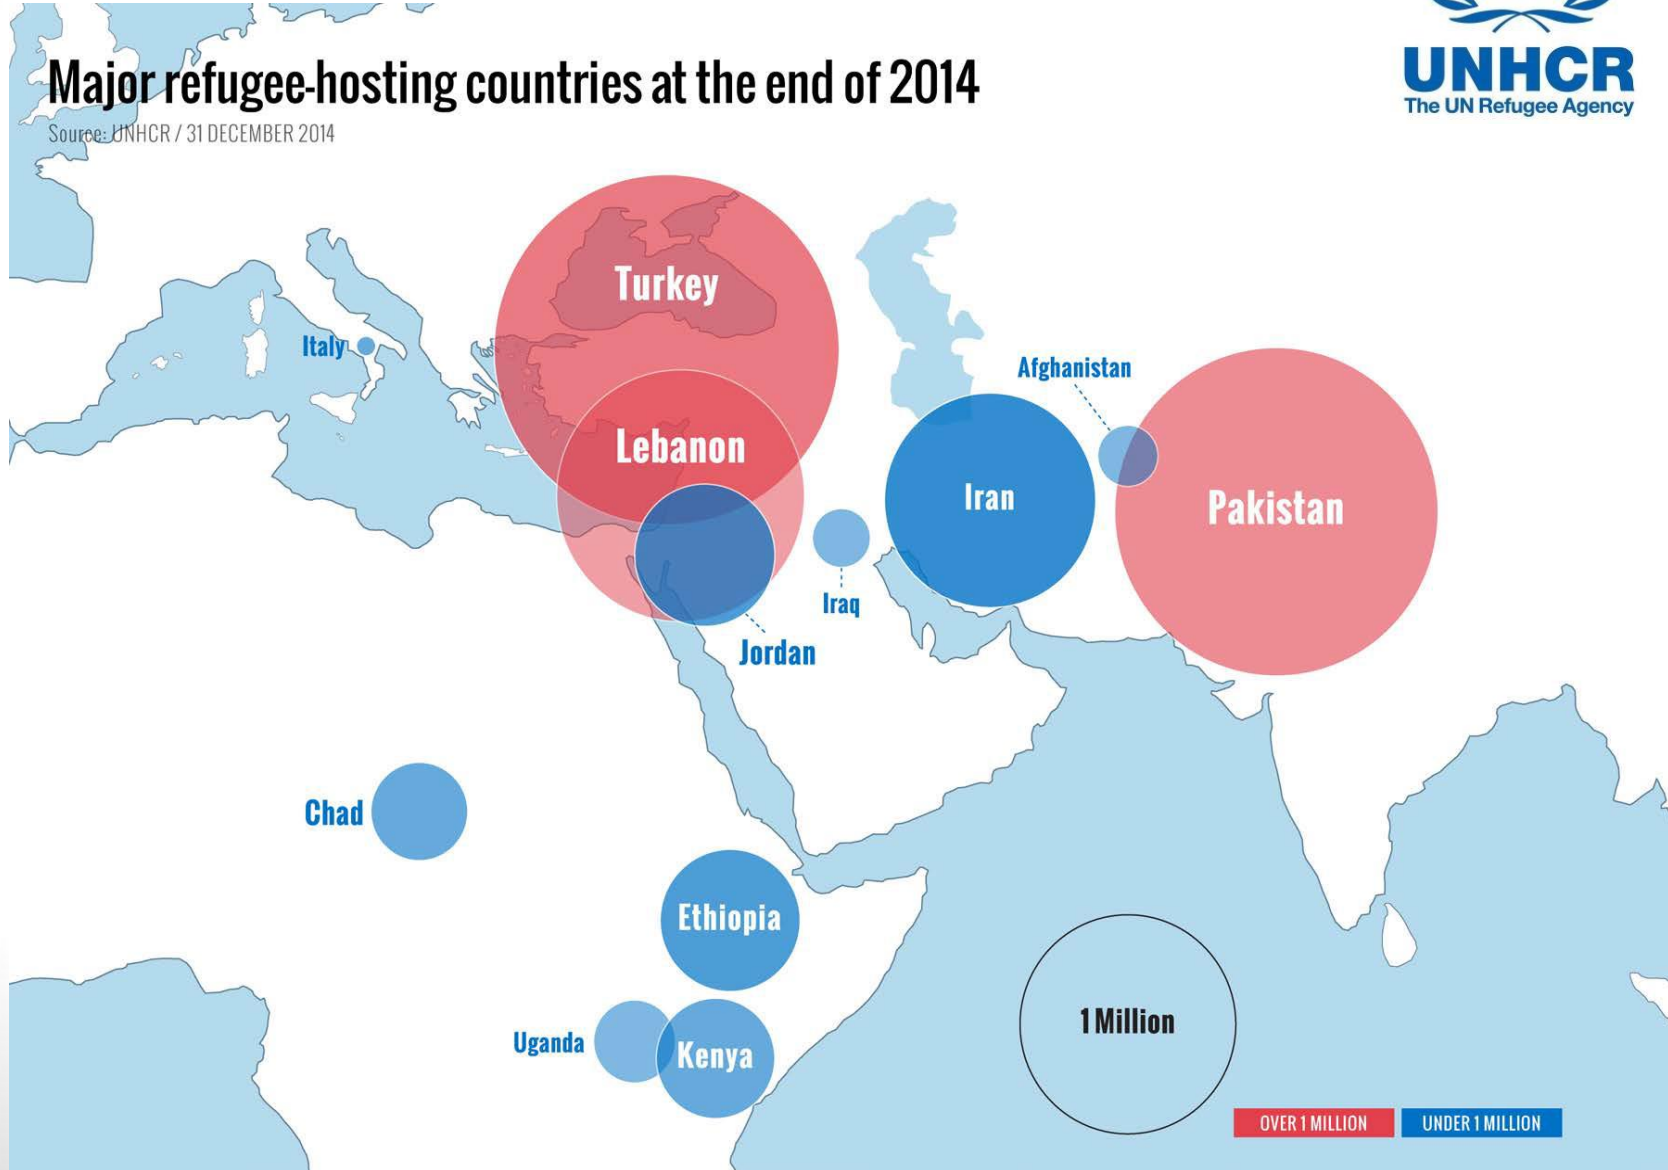 UNHCR
The UN Refugee Agency
Major refugee-hosting countries at the end of 2014
Source: UNHCR / 31 DECEMBER 2014
Turkey
Italy
Afghanistan
Lebanon
Iran
Pakistan
Iraq
Jordan
Chad
Ethiopia
Uganda
Kenya
1 Million
OVER 1 MILLION
UNDER 1 MILLION